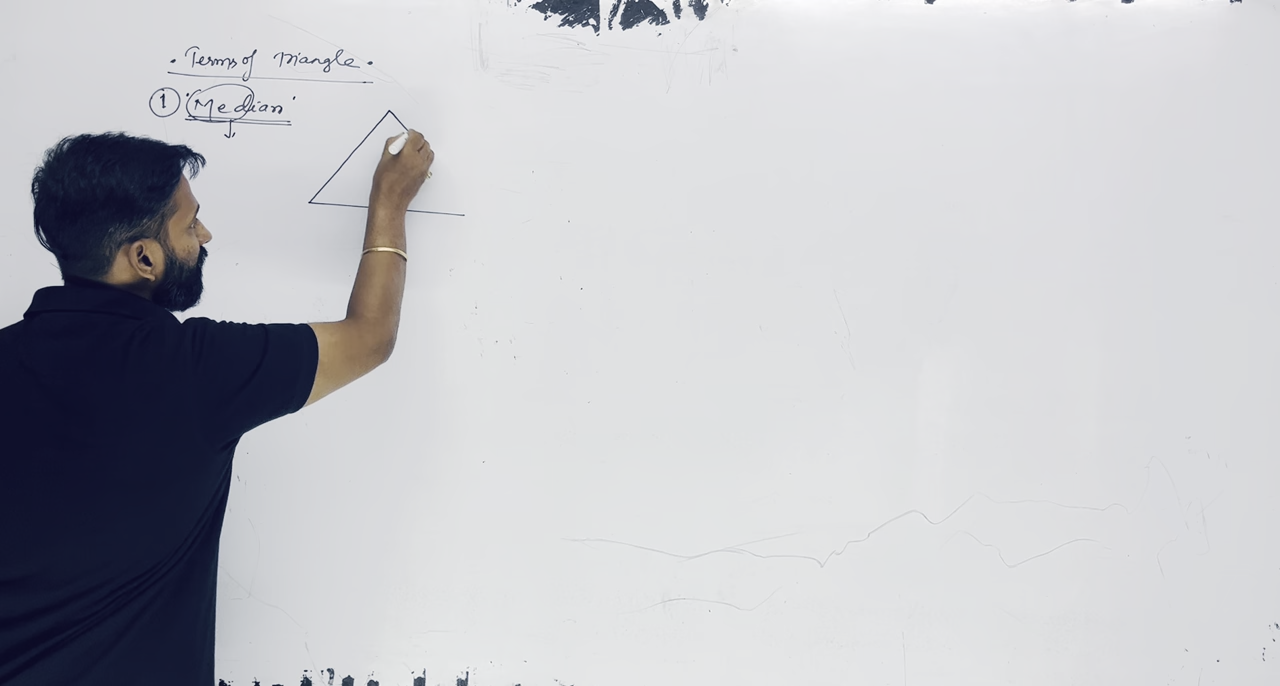 . Terms of Triangle .
① 'Median'